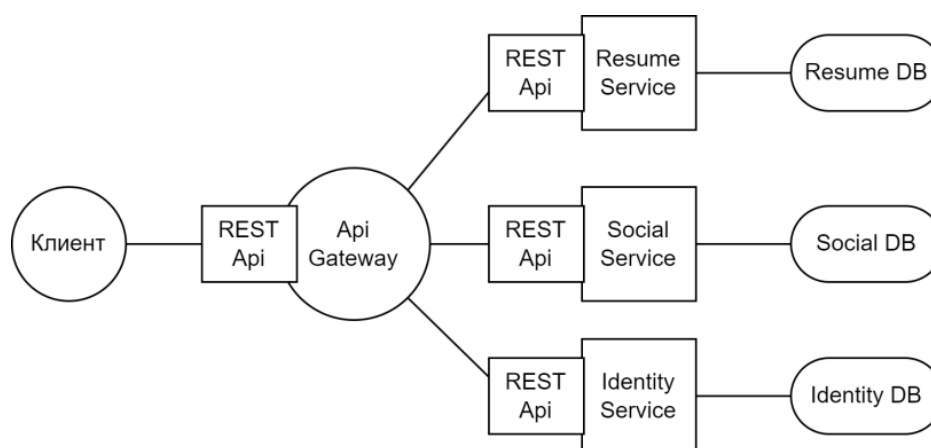 REST
Api
Resume
Service
Resume DB
Клиент
REST
Api
Api
Gateway
REST
Api
Social
Service
Social DB
REST
Api
Identity
Service
Identity DB